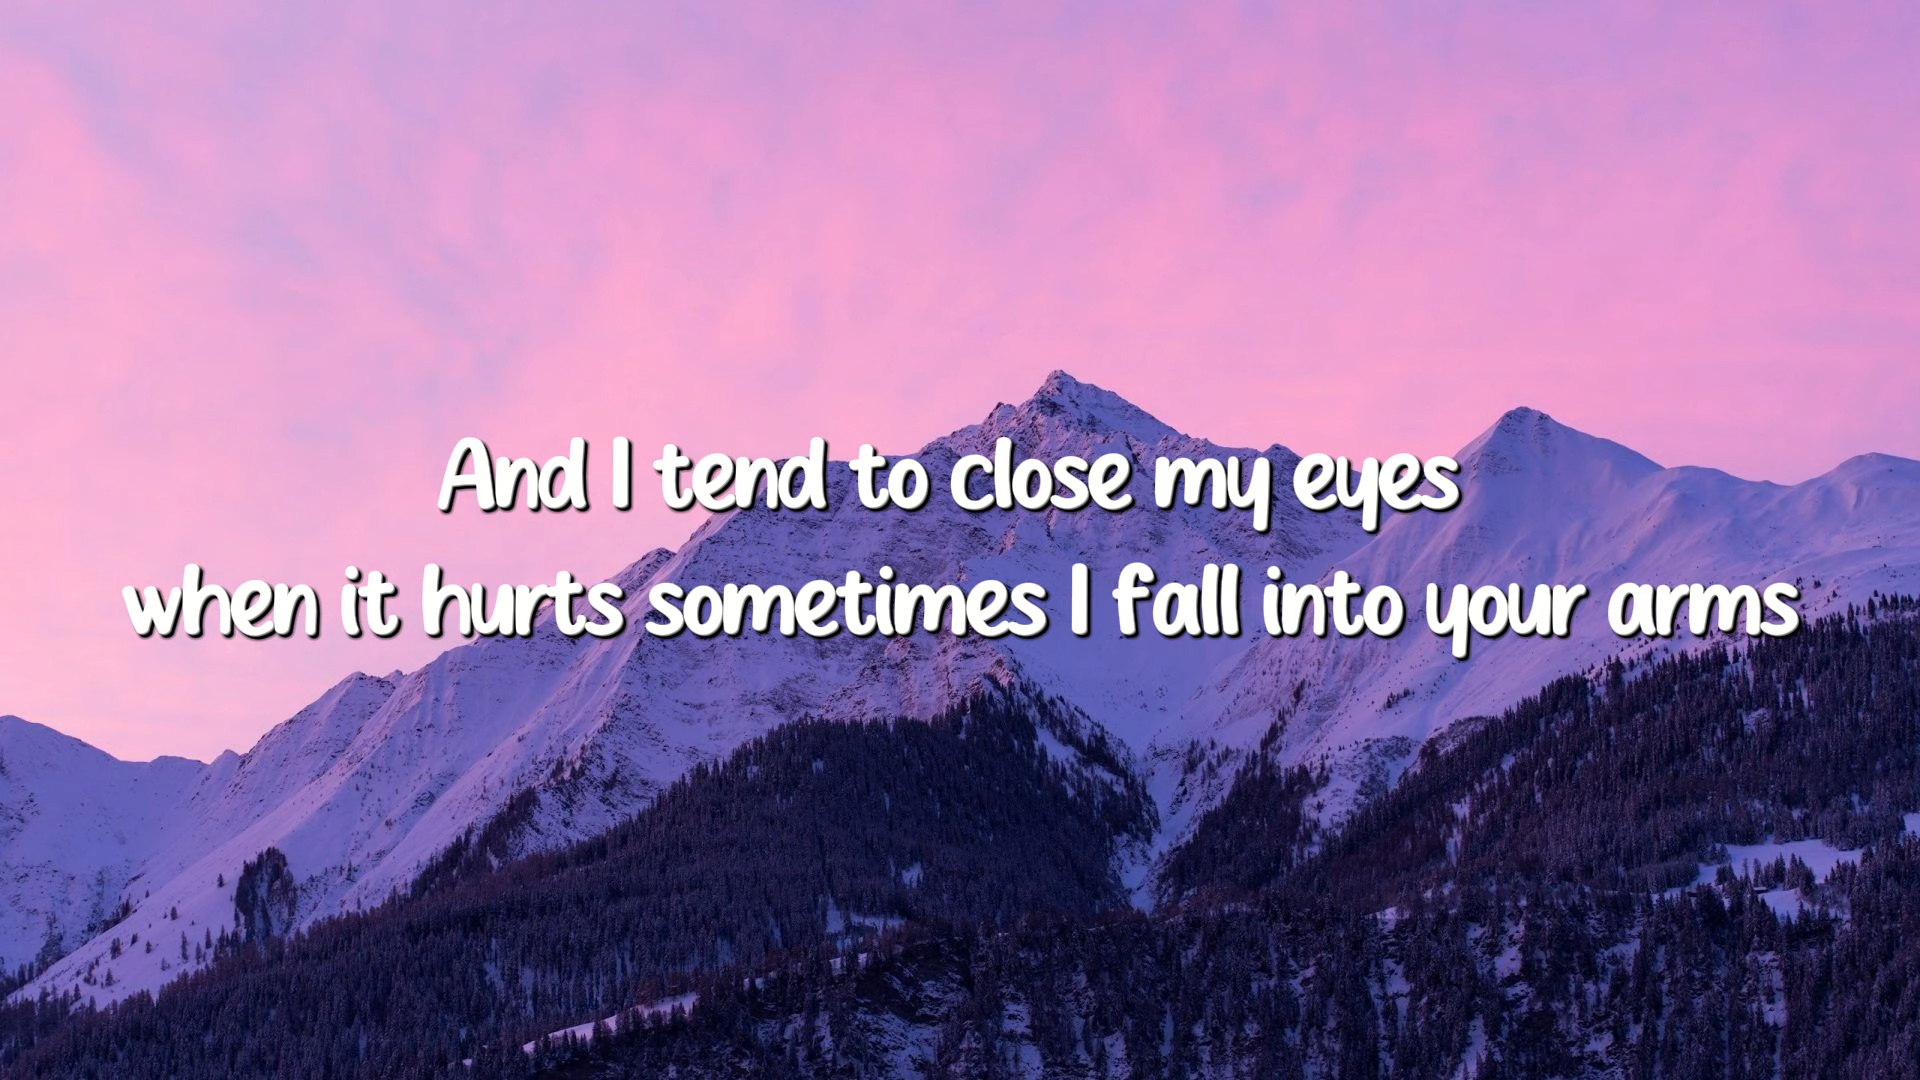 And I tend to close my eyes
when it hurts sometimes I fall into your arms